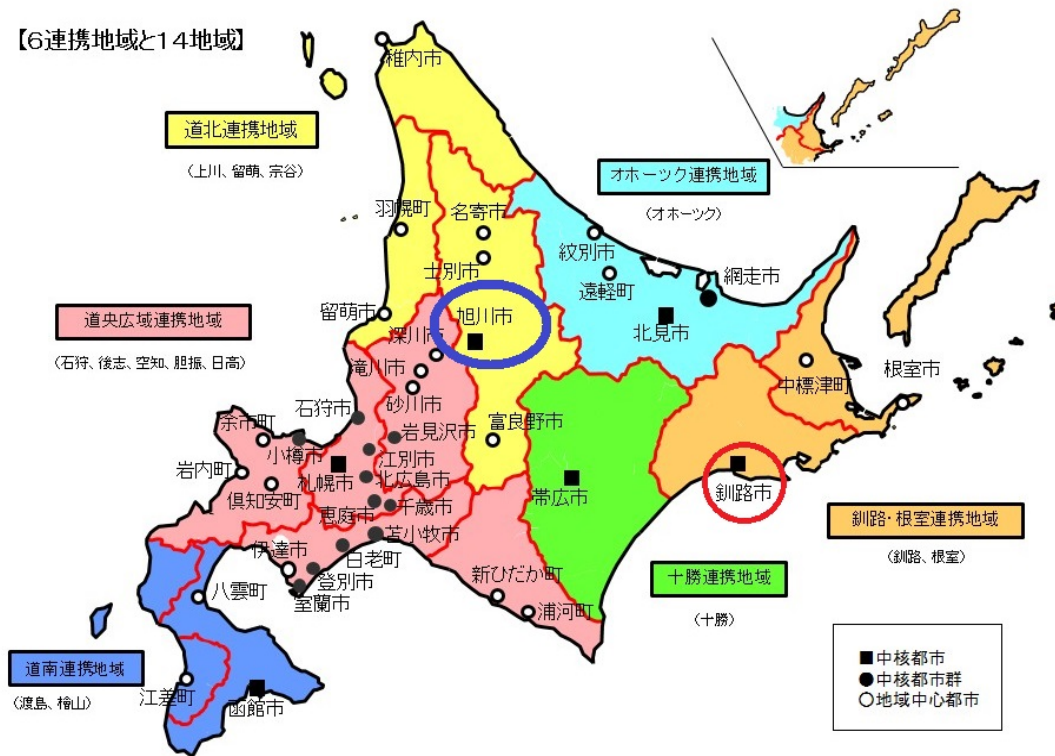 【6連携地域と14地域】
稚内市
道北連携地域
(上川、留萌、宗谷)
オホーツク連携地域
(オホーツク)
羽幌町
名寄市
士別市
紋別市
遠軽町
網走市
北見市
留萌市
旭川市
道央広域連携地域
(石狩、後志、空知、胆振、日高)
深川市
滝川市
砂川市
中標津町
根室市
石狩市
余市町
小樽市
岩見沢市
富良野市
江別市
岩内町
札幌市
北広島市
倶知安町
恵庭市
千歳市
帯広市
釧路市
釧路・根室連携地域
(釧路、根室)
苫小牧市
伊達市
白老町
登別市
室蘭市
八雲町
新ひだか町
浦河町
十勝連携地域
(十勝)
道南連携地域
(渡島、檜山)
江差町
函館市
■中核都市
●中核都市群
○地域中心都市